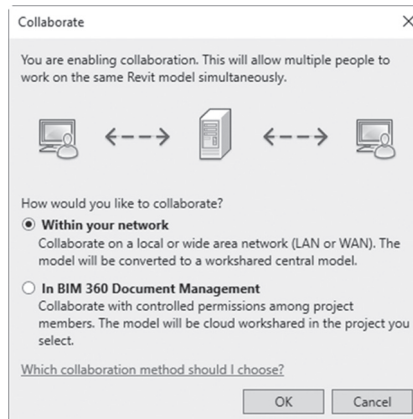 Collaborate
You are enabling collaboration. This will allow multiple people to
work on the same Revit model simultaneously.
How would you like to collaborate?
Within your network
Collaborate on a local or wide area network (LAN or WAN). The
model will be converted to a workshared central model.
In BIM 360 Document Management
Collaborate with controlled permissions among project
members. The model will be cloud workshared in the project you
select.
Which collaboration method should I choose?
OK Cancel